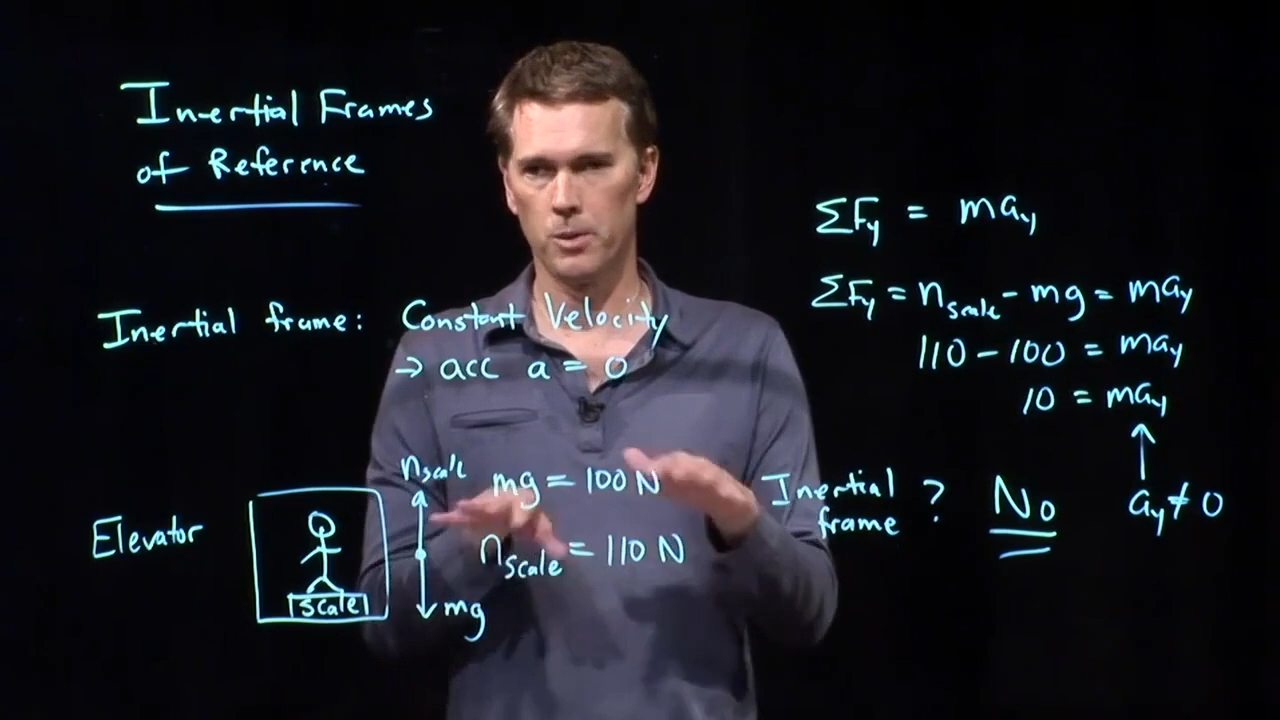 Inertial Frames
of Reference
Inertial frame: Constant Velocity
→ acc a = 0
Elevator
scale
nscale
mg
mg = 100 N
nscale = 110 N
ΣFy = may
ΣFy = nscale - mg = may
110 - 100 = may
10 = may
↑
ay ≠ 0
Inertial
frame ? No